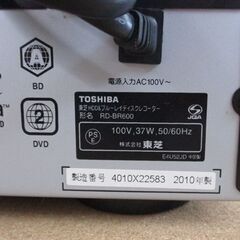 電源入力AC100V～
A
BD
2
DVD
TOSHIBA
東芝HDD&ブルーレイディスクレコーダー
形名 RD-BR600
JQA
PS
E
100V,37W,50/60Hz
株式会社 東芝
製造番号 4010X22583 2010年製